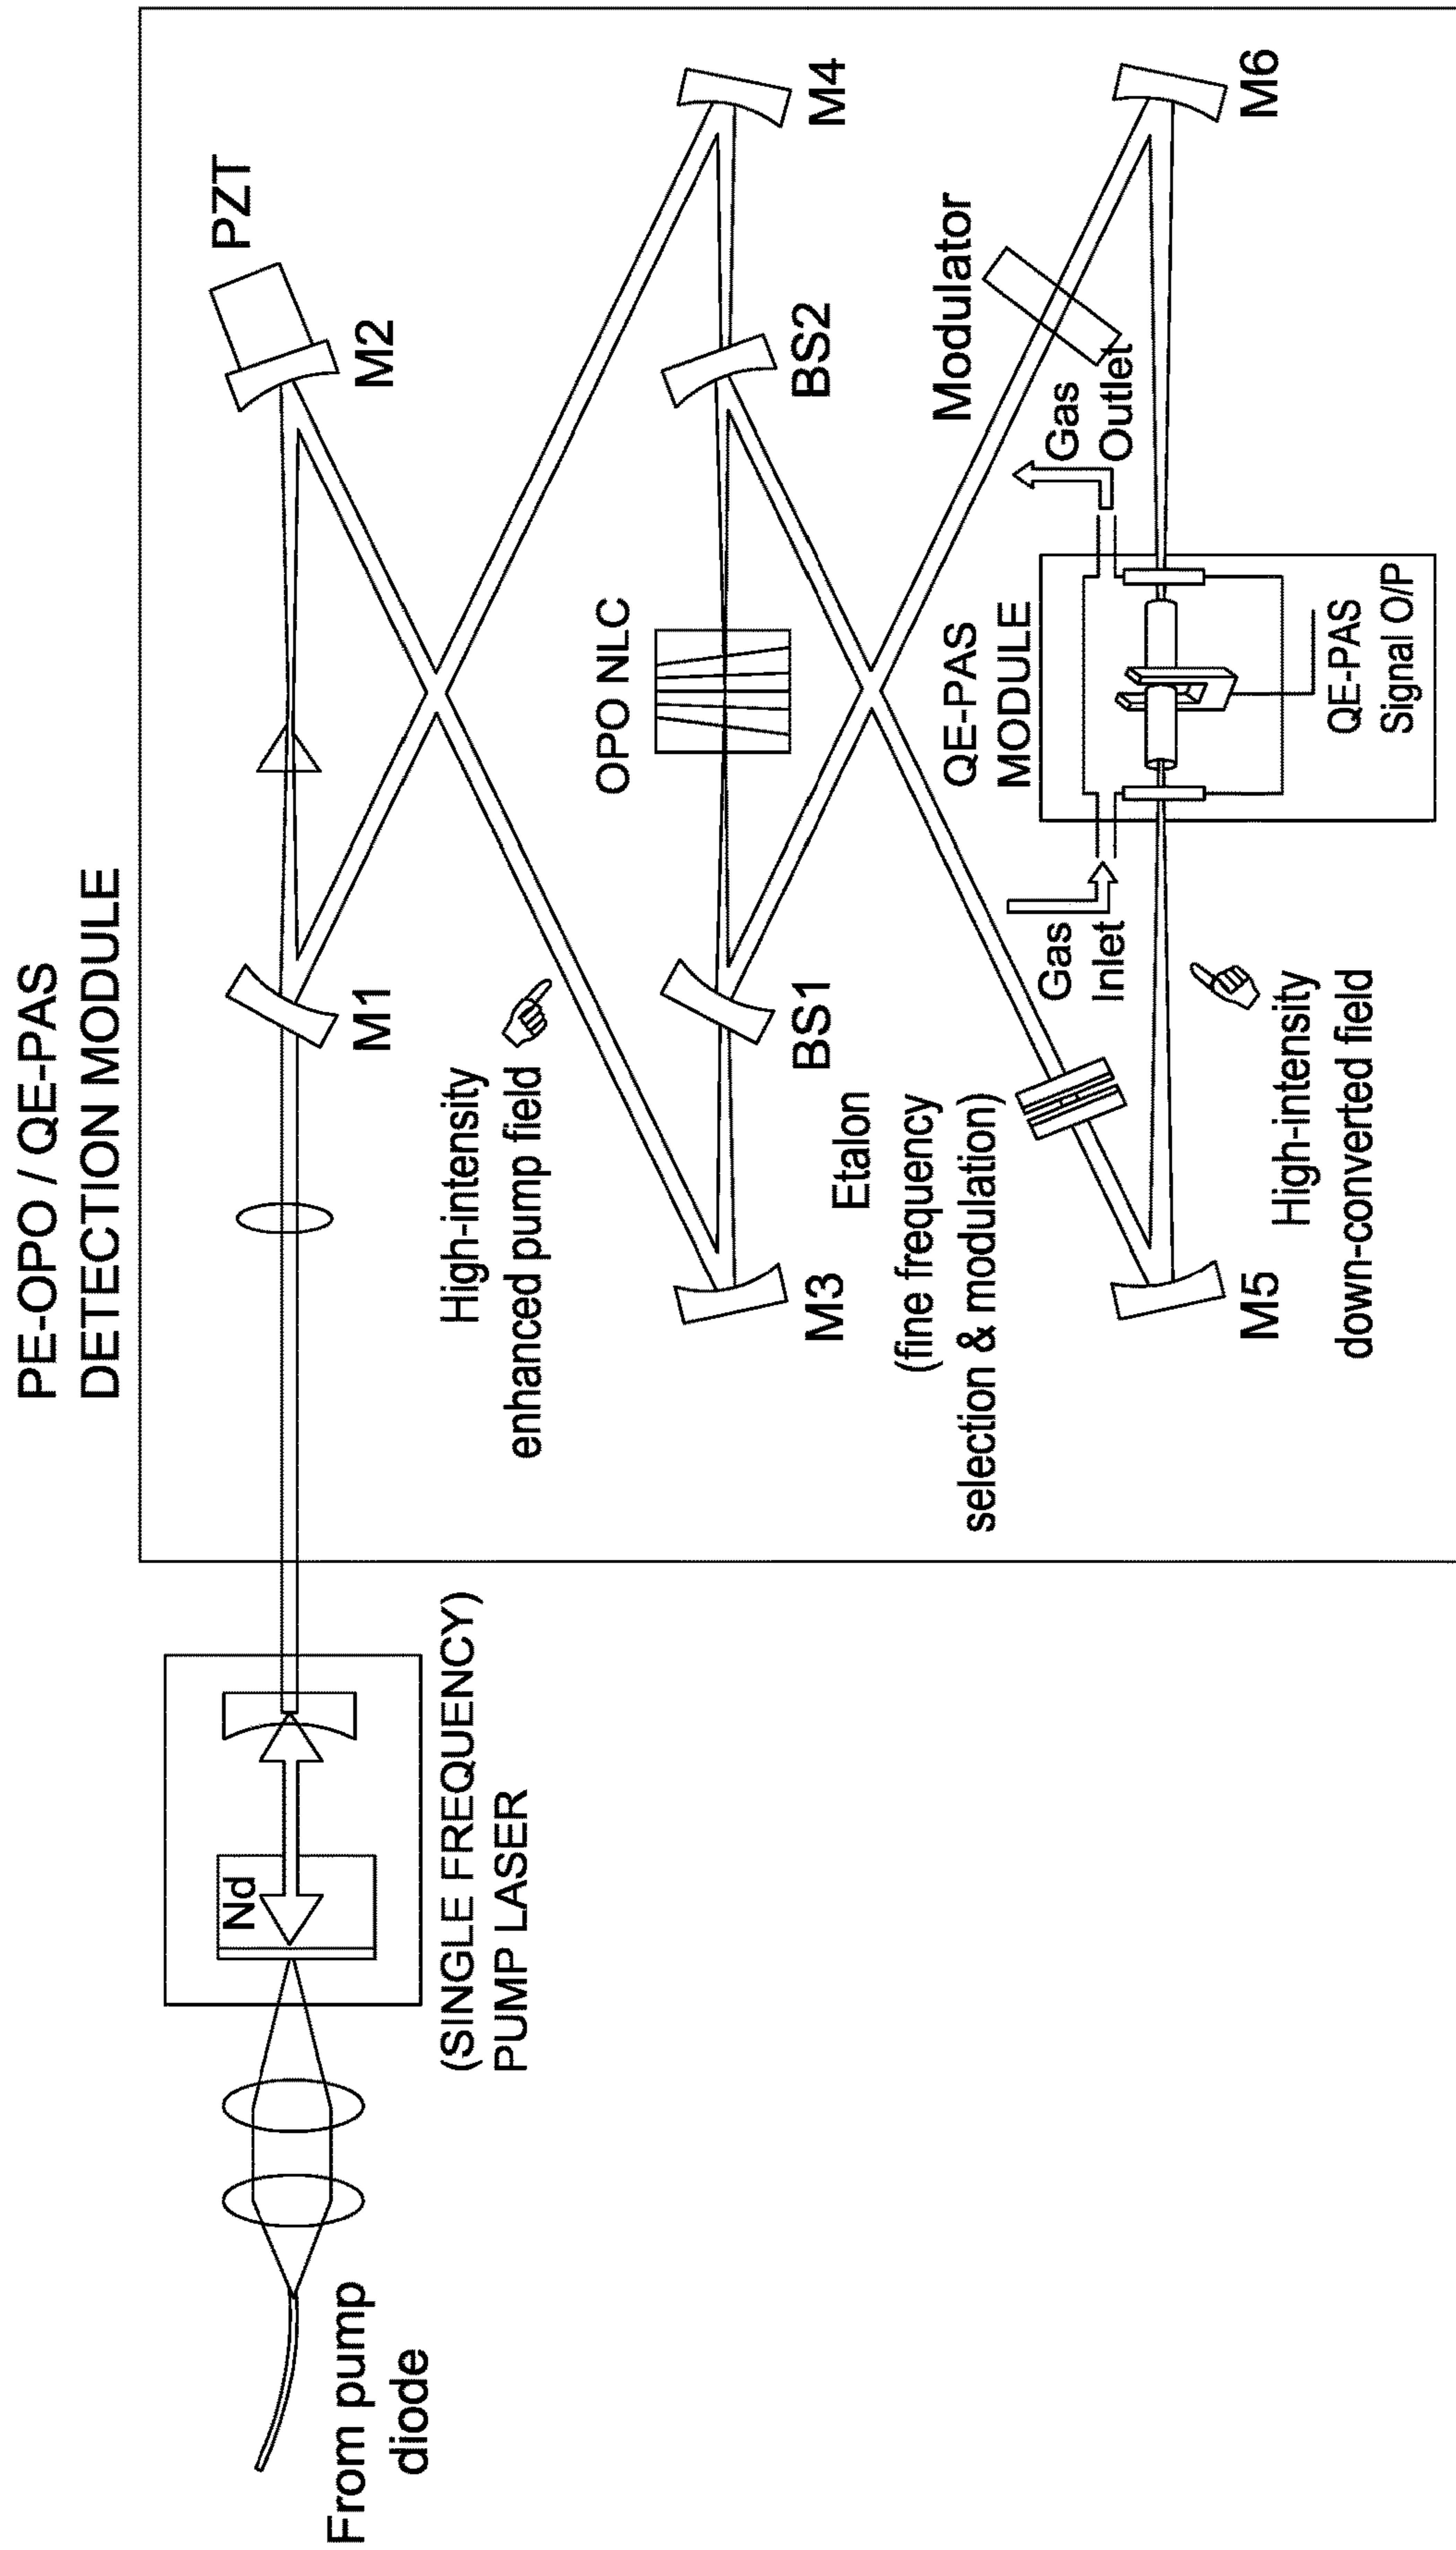 PE-OPO / QE-PAS
DETECTION MODULE
From pump
diode
Nd
(SINGLE FREQUENCY)
PUMP LASER
M1
PZT
M2
High-intensity
enhanced pump field
M3
OPO NLC
M4
BS1
BS2
Etalon
(fine frequency
selection & modulation)
Modulator
Gas
Inlet
QE-PAS
MODULE
Gas
Outlet
QE-PAS
Signal O/P
M5
M6
High-intensity
down-converted field